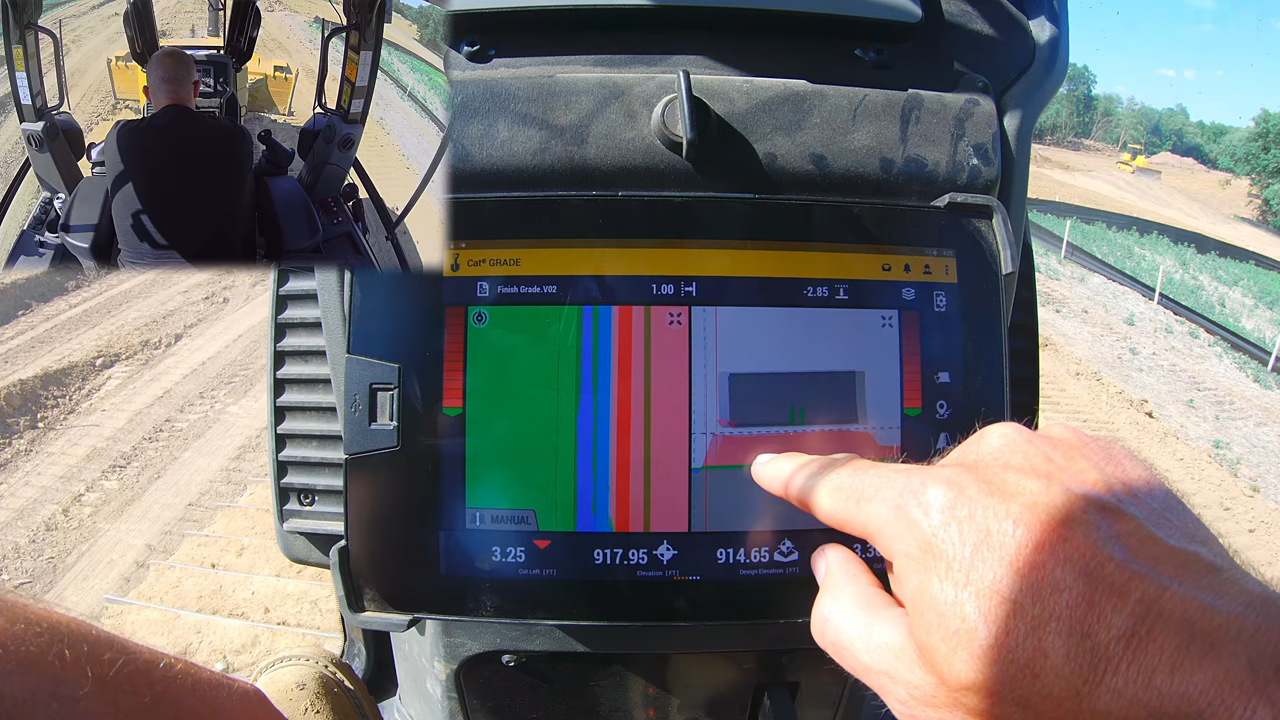 Cat® GRADE
Finish Grade.V02
1.00
-2.85
MANUAL
3.25
917.95
914.65
Cut Left [FT]
Elevation [FT]
Design Elevation [FT]